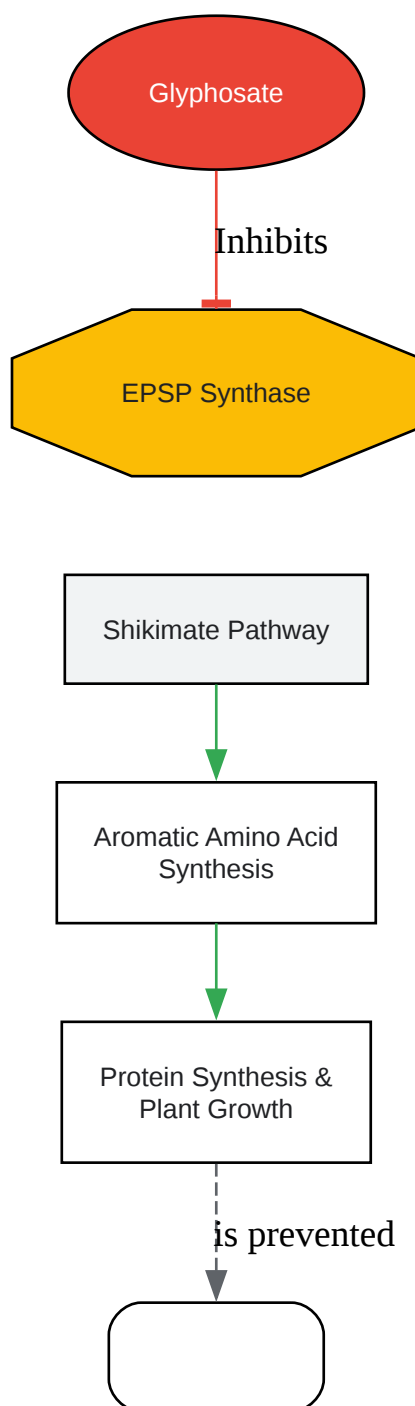 Glyphosate
Inhibits
EPSP Synthase
Shikimate Pathway
Aromatic Amino Acid
Synthesis
Protein Synthesis &
Plant Growth
is prevented